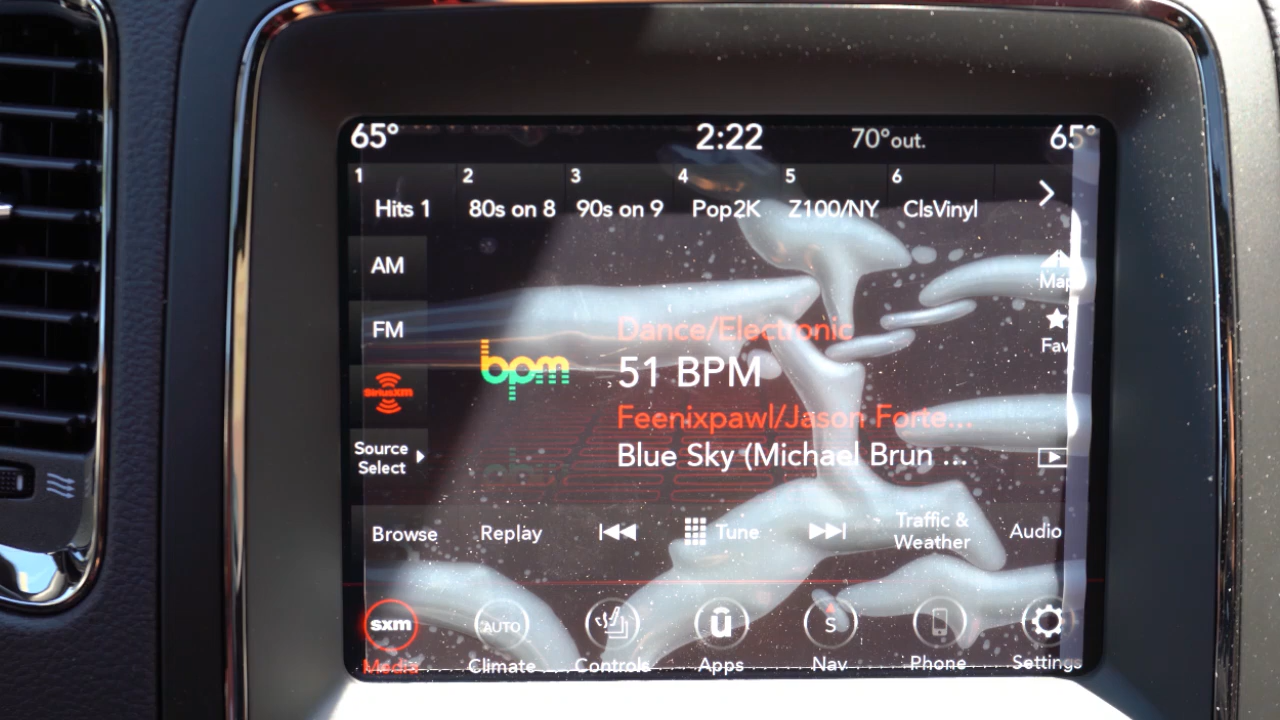 65° 2:22 70°out. 65°
1 2 3 4 5 6
Hits 1 80s on 8 90s on 9 Pop2K Z100/NY ClsVinyl
AM
Map
FM
Dance/Electronic
Fav
bpm
51 BPM
SiriusXM
Feenixpawl/Jason Forte...
Source
Select
Blue Sky (Michael Brun ...
Browse Replay Tune Traffic &
Weather Audio
sxm AUTO ū S
Media Climate Controls Apps Nav Phone Settings